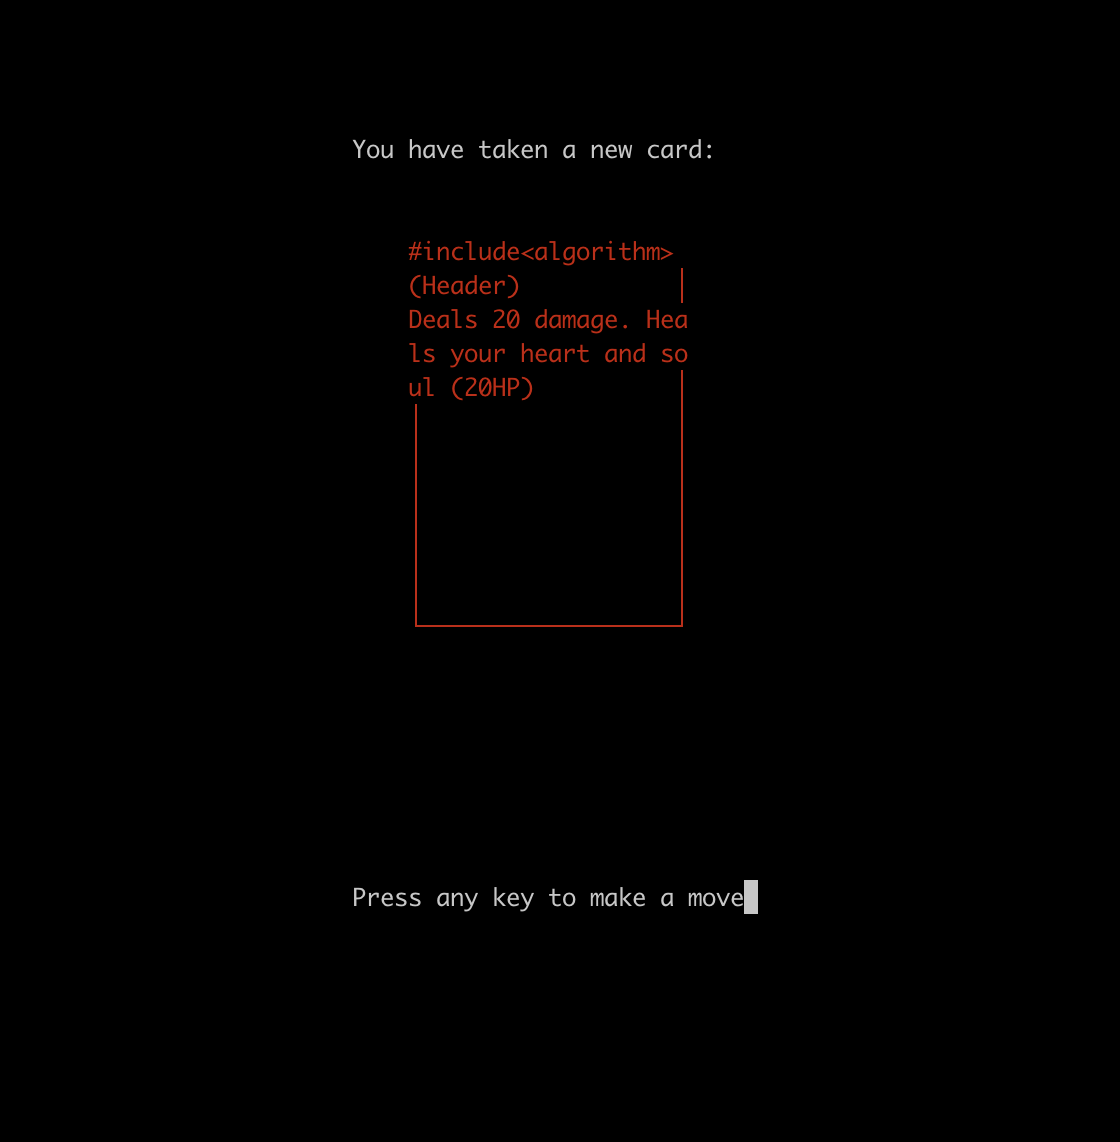 You have taken a new card:
#include<algorithm>
(Header)
Deals 20 damage. Hea
ls your heart and so
ul (20HP)
Press any key to make a move